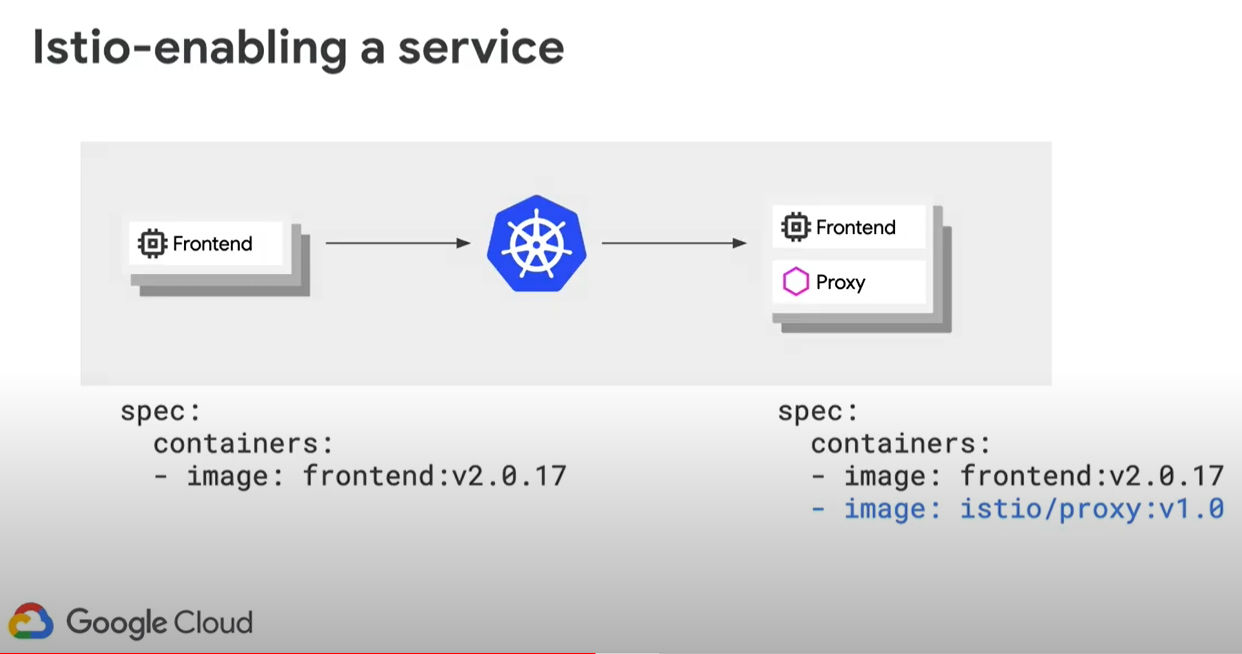 Istio-enabling a service
Frontend
Frontend
Proxy
spec:
  containers:
  - image: frontend:v2.0.17
spec:
  containers:
  - image: frontend:v2.0.17
  - image: istio/proxy:v1.0
Google Cloud